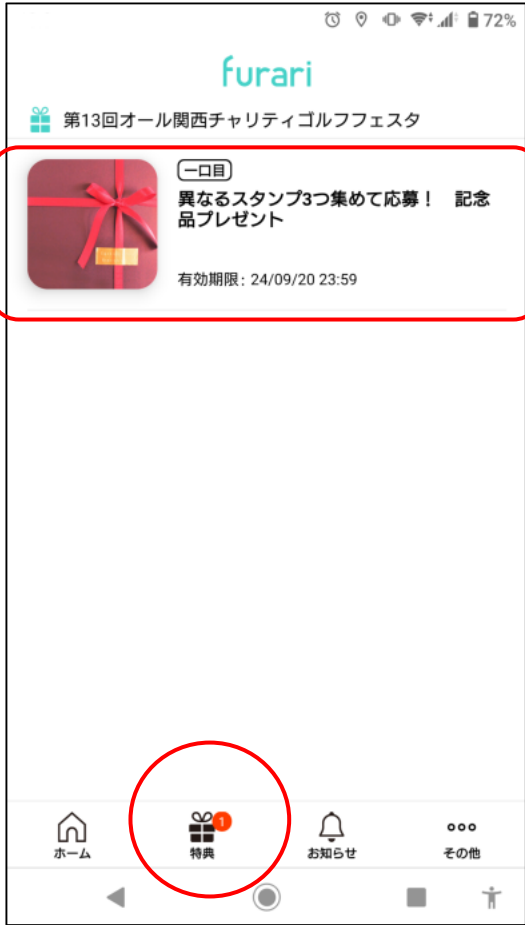 72%
furari
第13回オール関西チャリティゴルフフェスタ
一口目
異なるスタンプ3つ集めて応募！　記念
品プレゼント
有効期限: 24/09/20 23:59
1
ホーム
特典
お知らせ
その他